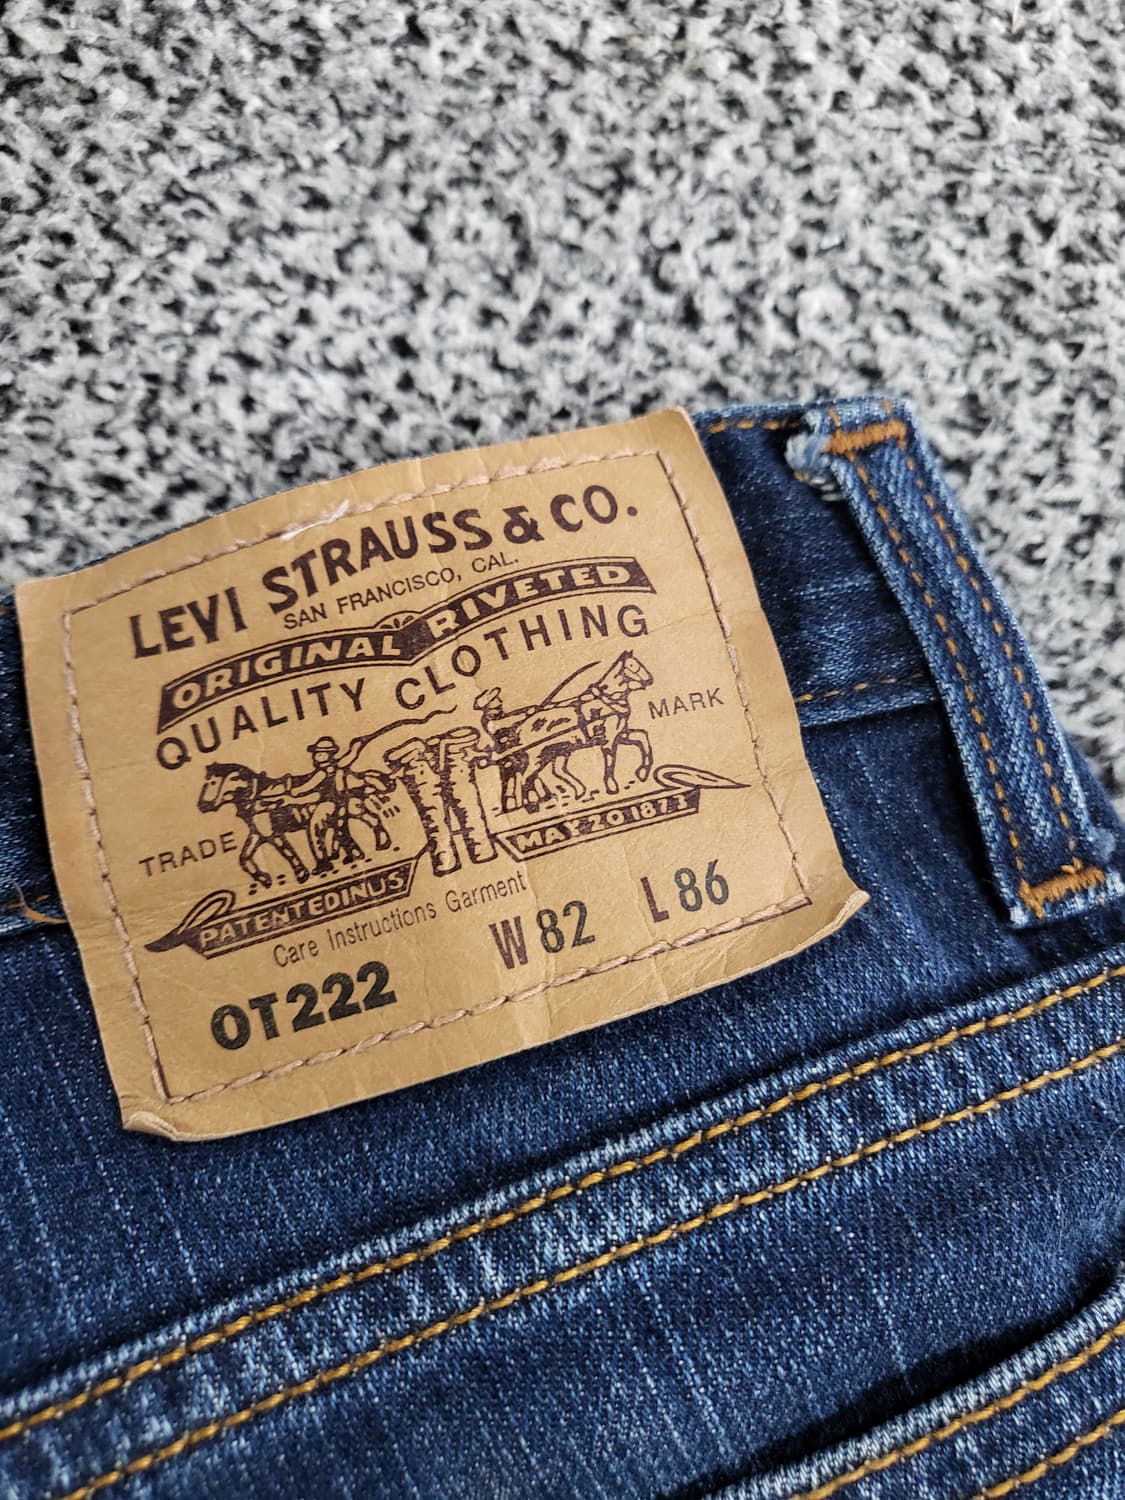 LEVI STRAUSS & CO.
SAN FRANCISCO, CAL.
ORIGINAL RIVETED
QUALITY CLOTHING
TRADE MARK
PATENTED IN U.S. MAY 20 1873
Care Instructions Garment
OT222 W 82 L 86